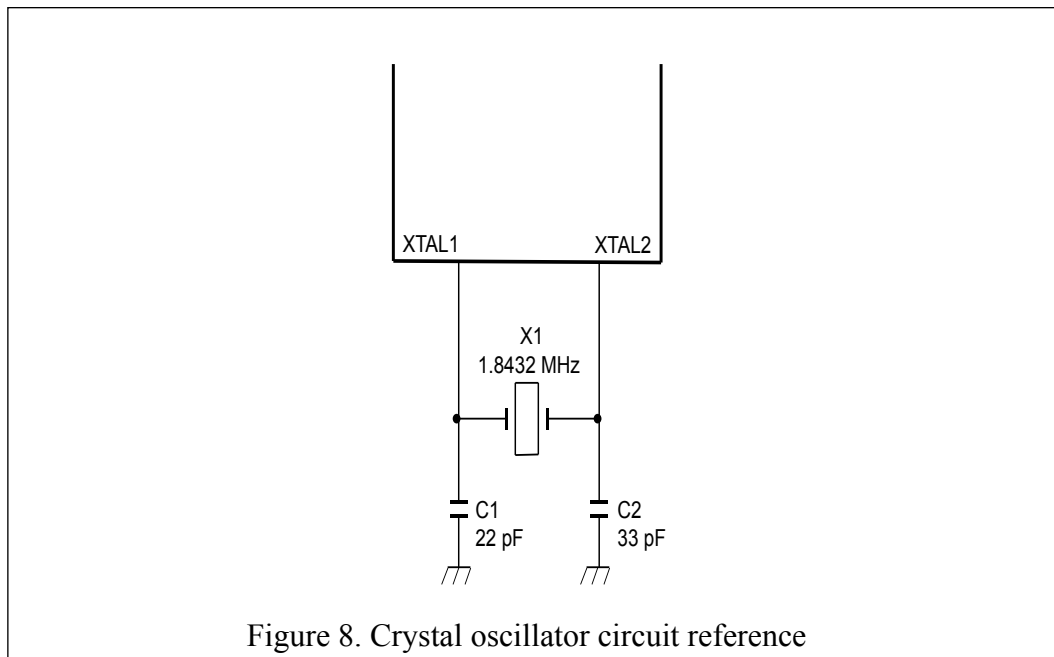 XTAL1
XTAL2
X1
1.8432 MHz
C1
22 pF
C2
33 pF
Figure 8. Crystal oscillator circuit reference